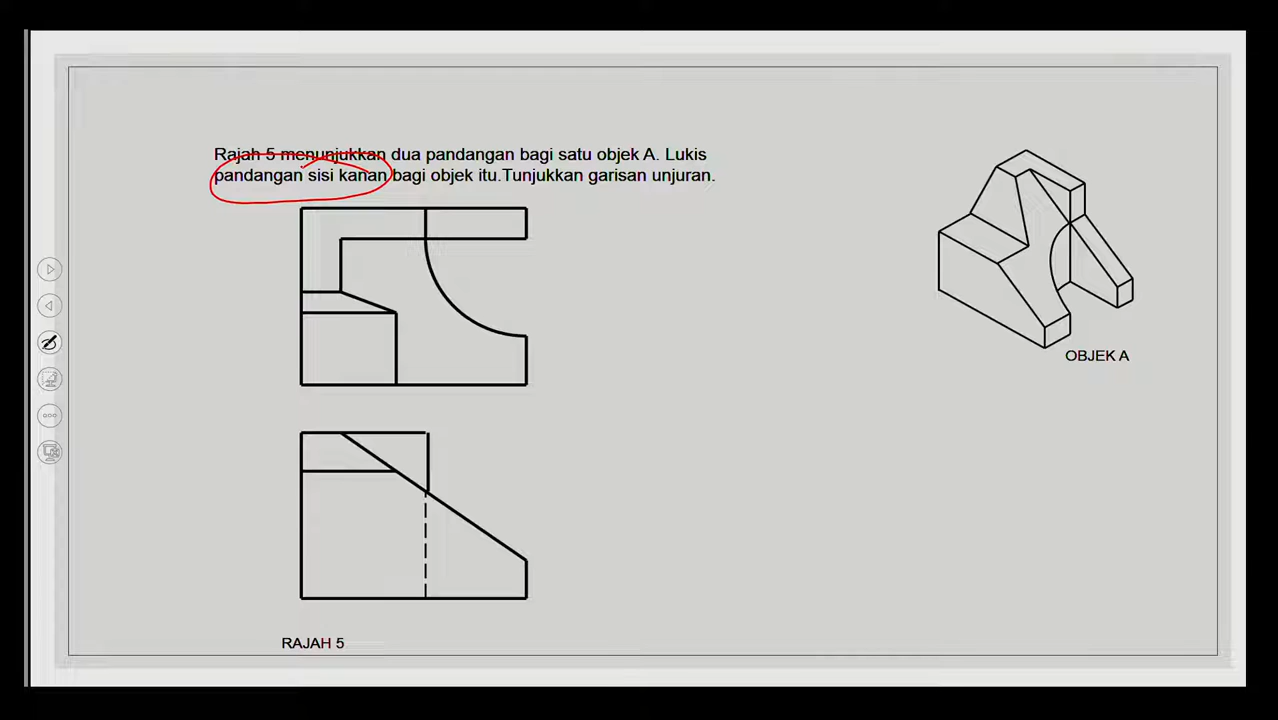 Rajah 5 menunjukkan dua pandangan bagi satu objek A. Lukis
pandangan sisi kanan bagi objek itu.Tunjukkan garisan unjuran.
OBJEK A
RAJAH 5